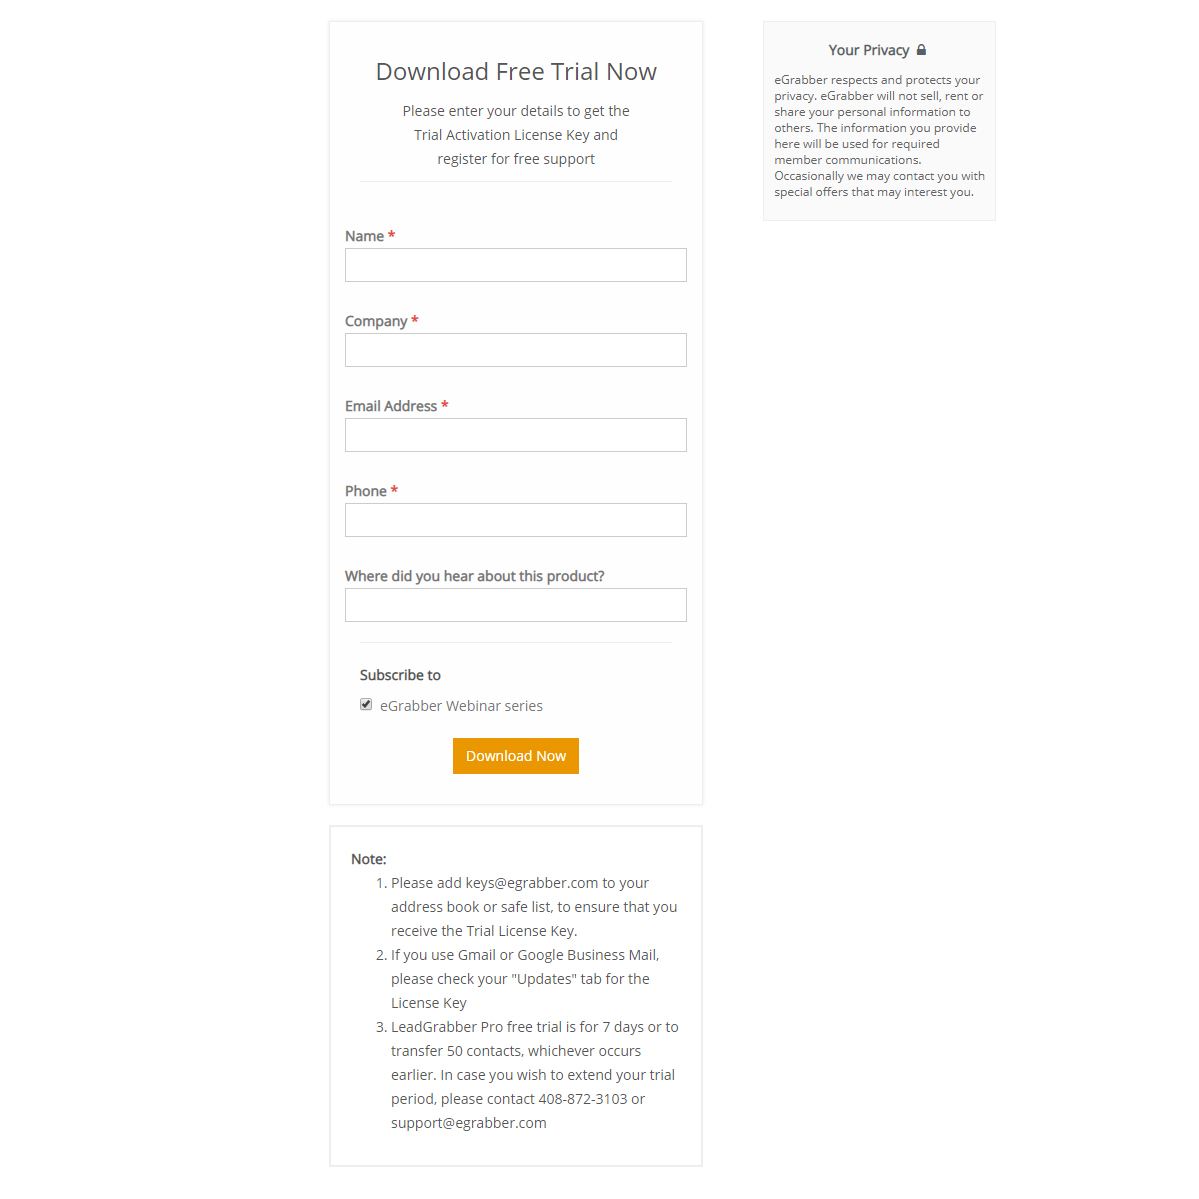 Download Free Trial Now
Please enter your details to get the
Trial Activation License Key and
register for free support
Name *
Company *
Email Address *
Phone *
Where did you hear about this product?
Subscribe to
eGrabber Webinar series
Download Now
Note:
1. Please add keys@egrabber.com to your
address book or safe list, to ensure that you
receive the Trial License Key.
2. If you use Gmail or Google Business Mail,
please check your "Updates" tab for the
License Key
3. LeadGrabber Pro free trial is for 7 days or to
transfer 50 contacts, whichever occurs
earlier. In case you wish to extend your trial
period, please contact 408-872-3103 or
support@egrabber.com
Your Privacy
eGrabber respects and protects your
privacy. eGrabber will not sell, rent or
share your personal information to
others. The information you provide
here will be used for required
member communications.
Occasionally we may contact you with
special offers that may interest you.